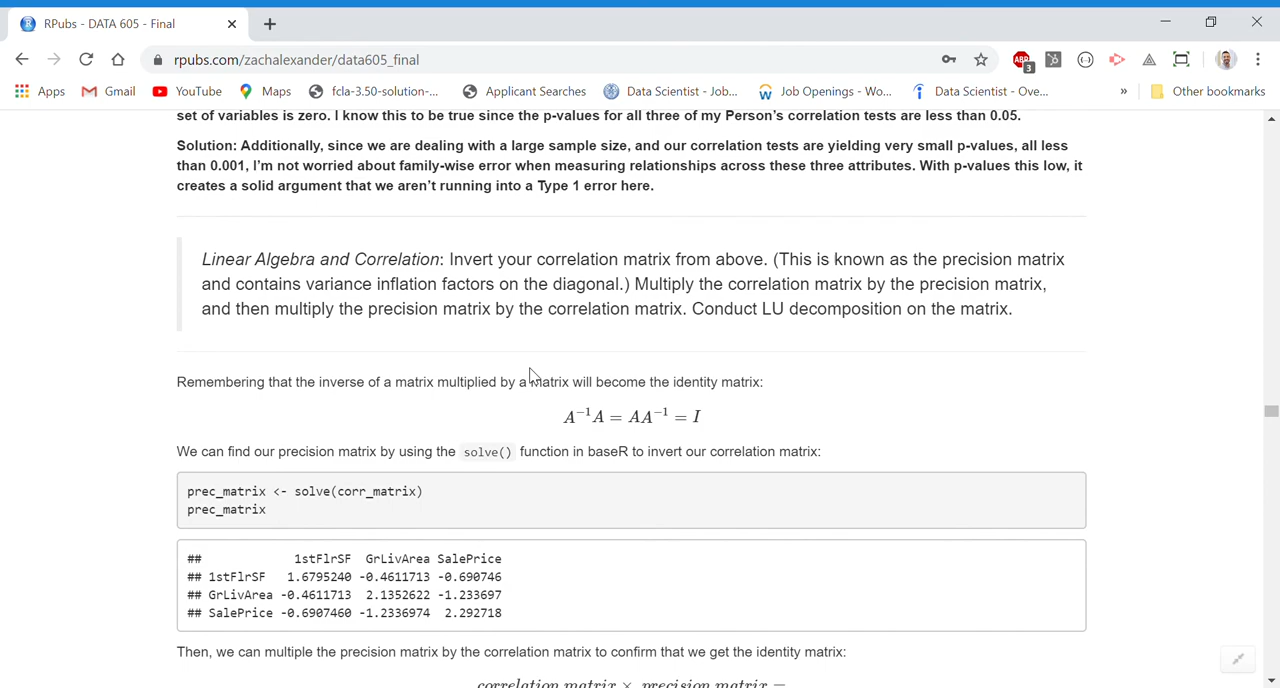 RPubs - DATA 605 - Final
rpubs.com/zachalexander/data605_final
ABP
3
Apps Gmail YouTube Maps fcla-3.50-solution-... Applicant Searches Data Scientist - Job... Job Openings - Wo... Data Scientist - Ove... » Other bookmarks
set of variables is zero. I know this to be true since the p-values for all three of my Person’s correlation tests are less than 0.05.
Solution: Additionally, since we are dealing with a large sample size, and our correlation tests are yielding very small p-values, all less
than 0.001, I’m not worried about family-wise error when measuring relationships across these three attributes. With p-values this low, it
creates a solid argument that we aren’t running into a Type 1 error here.
Linear Algebra and Correlation: Invert your correlation matrix from above. (This is known as the precision matrix
and contains variance inflation factors on the diagonal.) Multiply the correlation matrix by the precision matrix,
and then multiply the precision matrix by the correlation matrix. Conduct LU decomposition on the matrix.
Remembering that the inverse of a matrix multiplied by a matrix will become the identity matrix:
A⁻¹A = AA⁻¹ = I
We can find our precision matrix by using the solve() function in baseR to invert our correlation matrix:
prec_matrix <- solve(corr_matrix)
prec_matrix
## 1stFlrSF GrLivArea SalePrice
## 1stFlrSF 1.6795240 -0.4611713 -0.690746
## GrLivArea -0.4611713 2.1352622 -1.233697
## SalePrice -0.6907460 -1.2336974 2.292718
Then, we can multiple the precision matrix by the correlation matrix to confirm that we get the identity matrix:
correlation matrix × precision matrix =